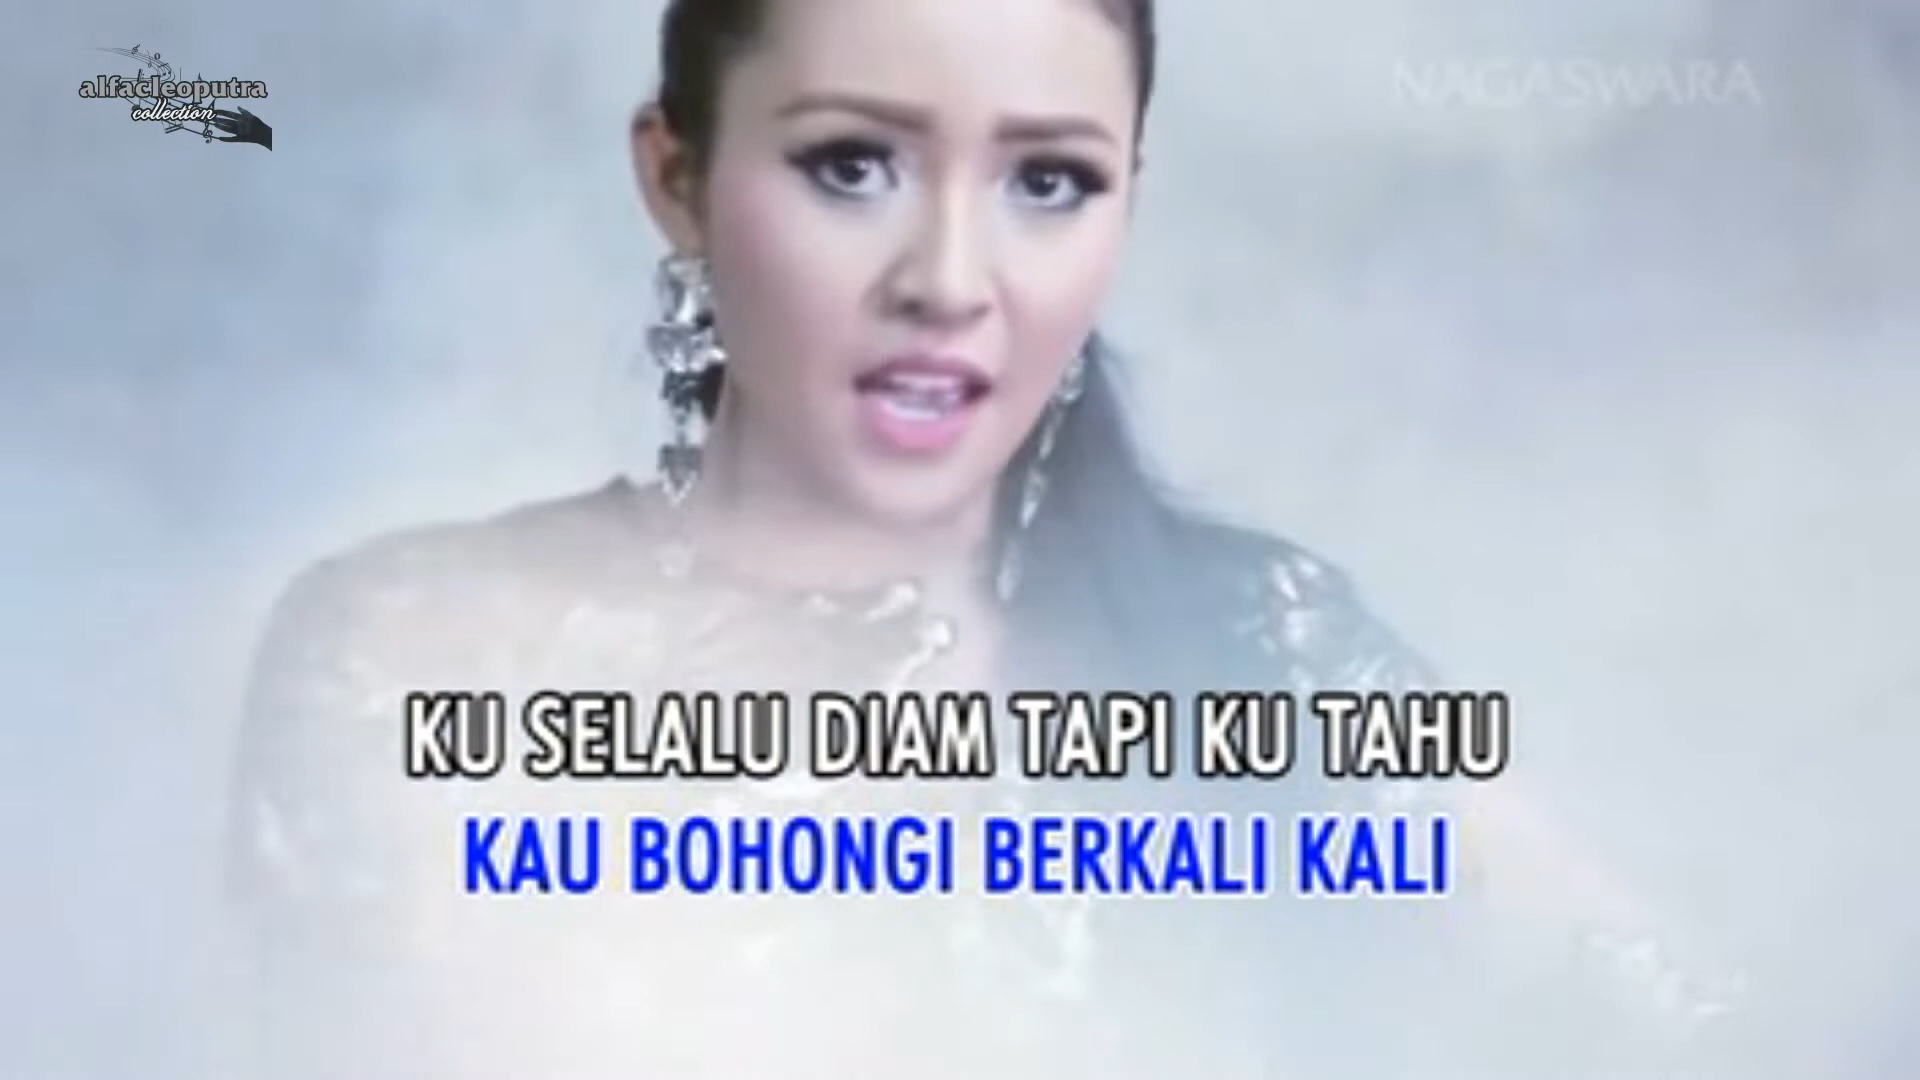 alfacleoputra
collection
NAGASWARA
KU SELALU DIAM TAPI KU TAHU
KAU BOHONGI BERKALI KALI